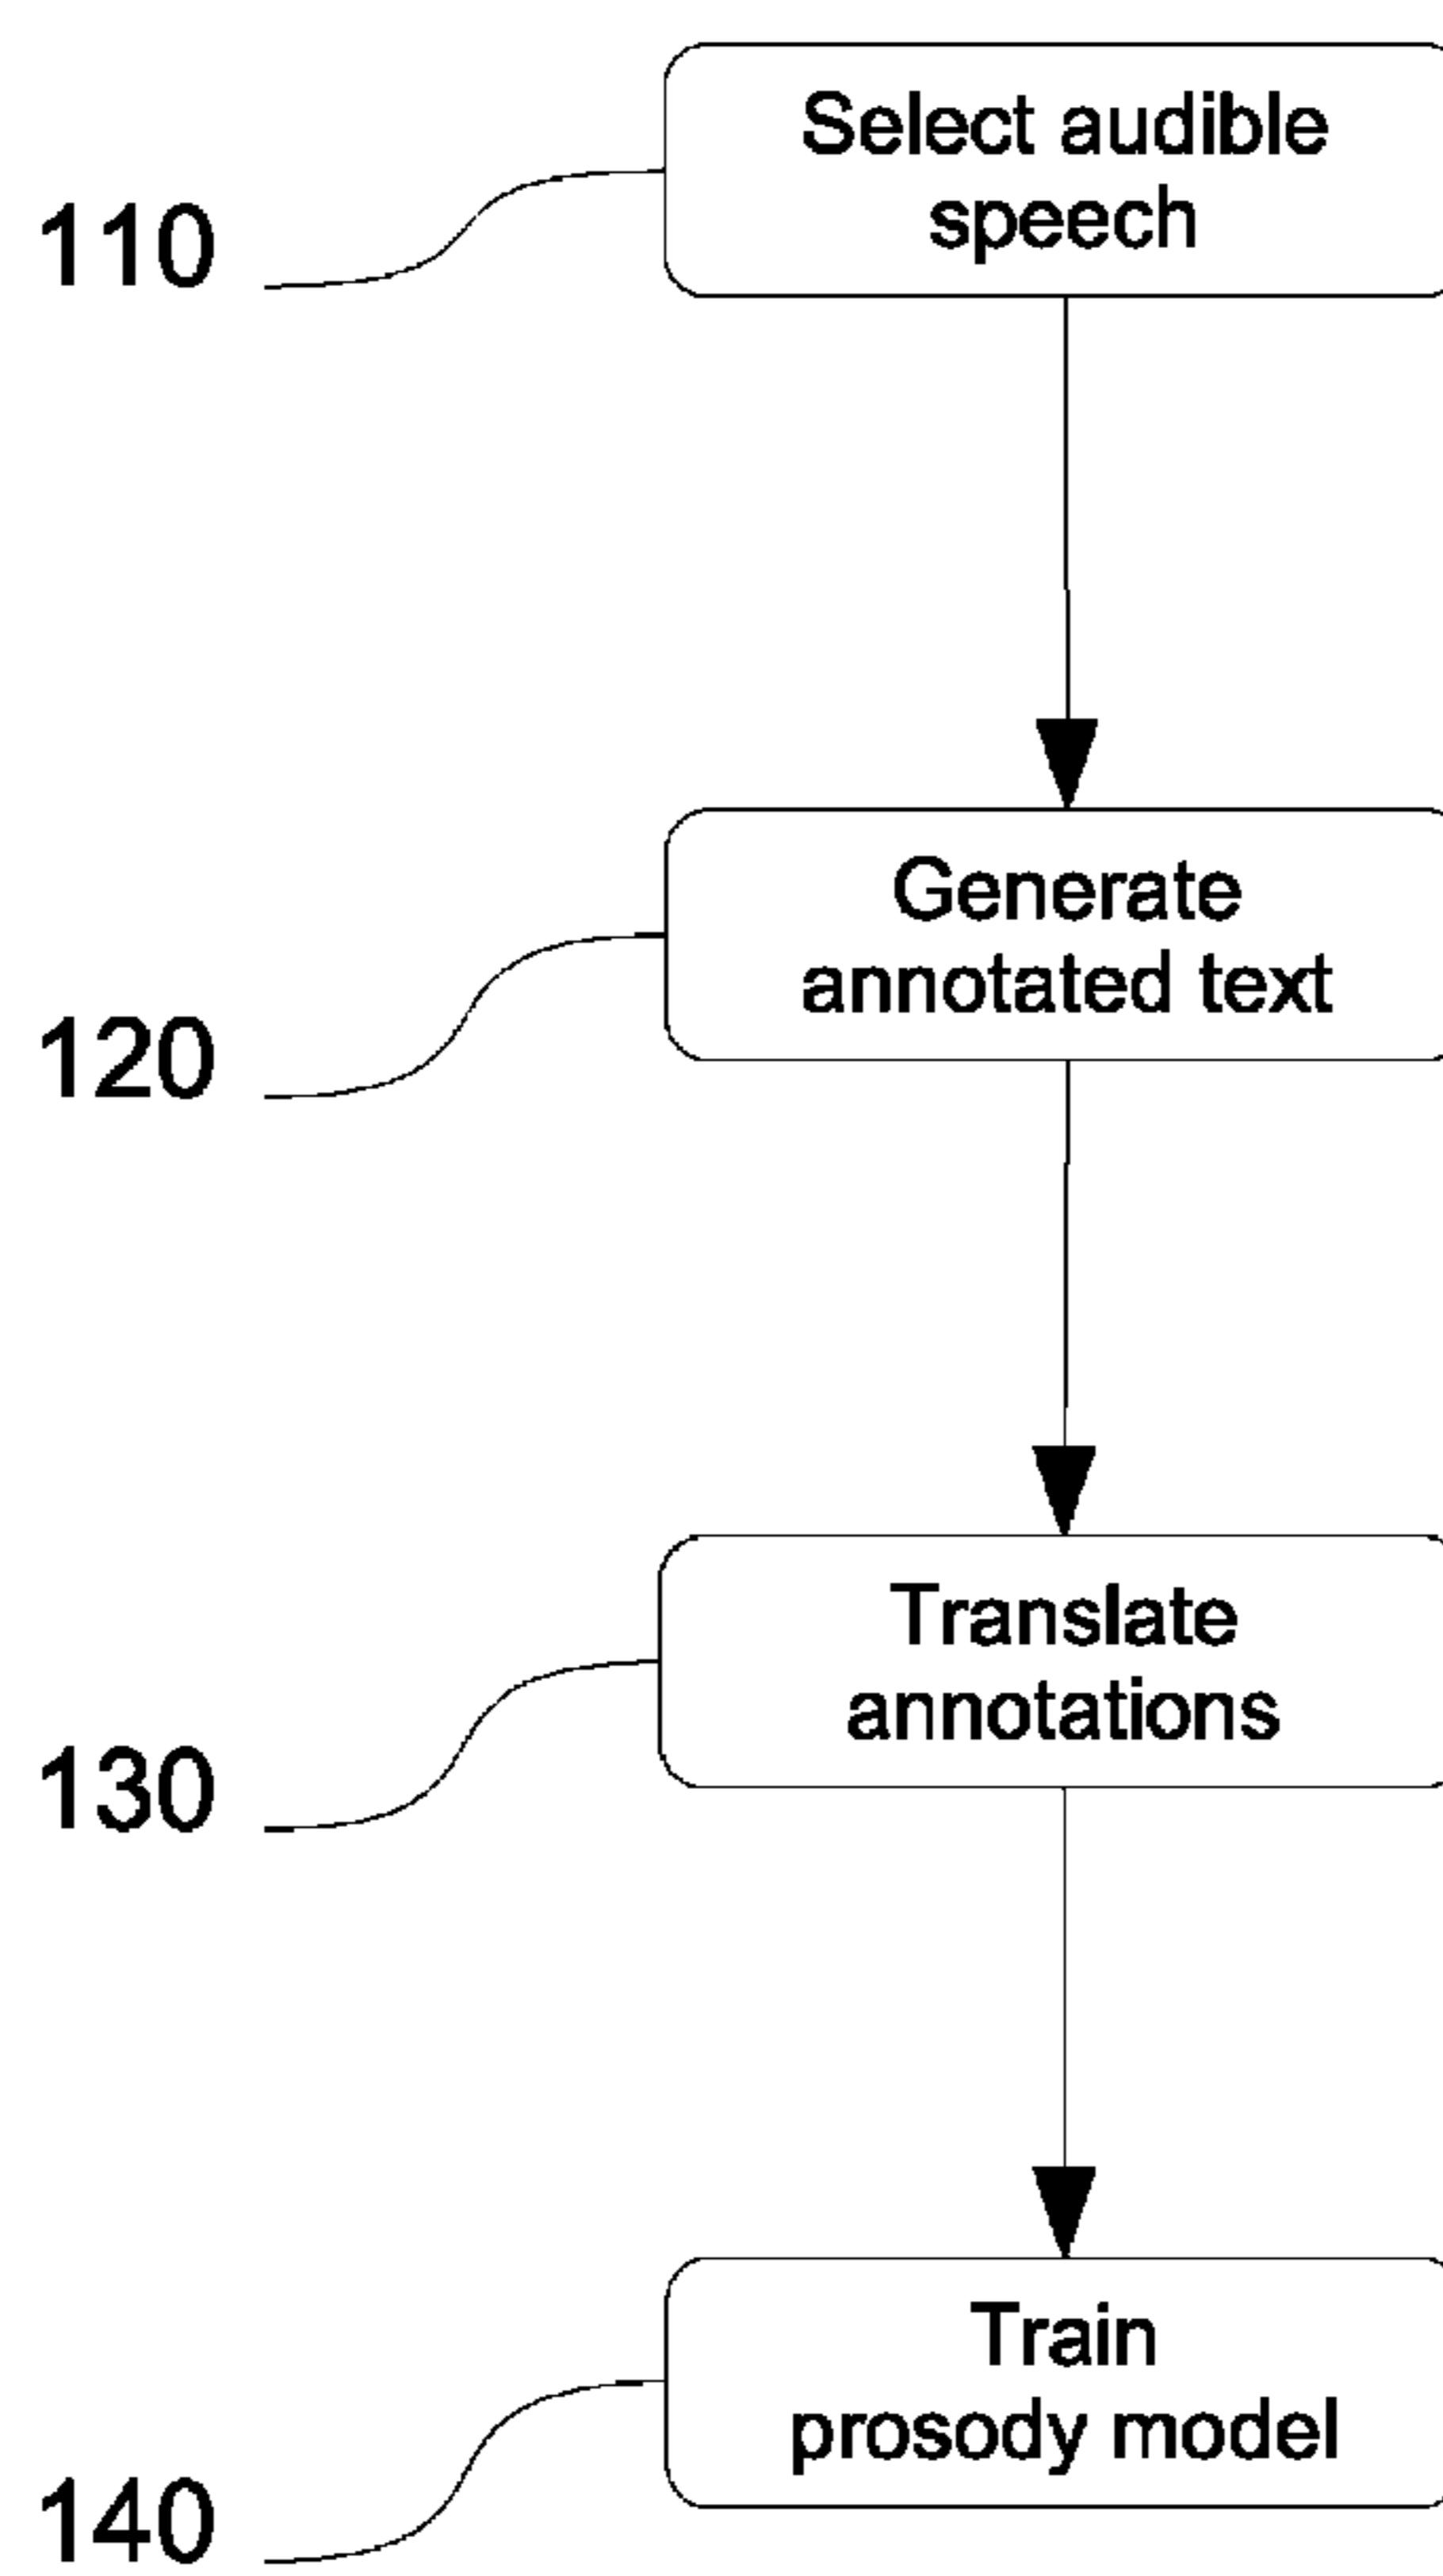 Select audible
speech
110
Generate
annotated text
120
Translate
annotations
130
Train
prosody model
140